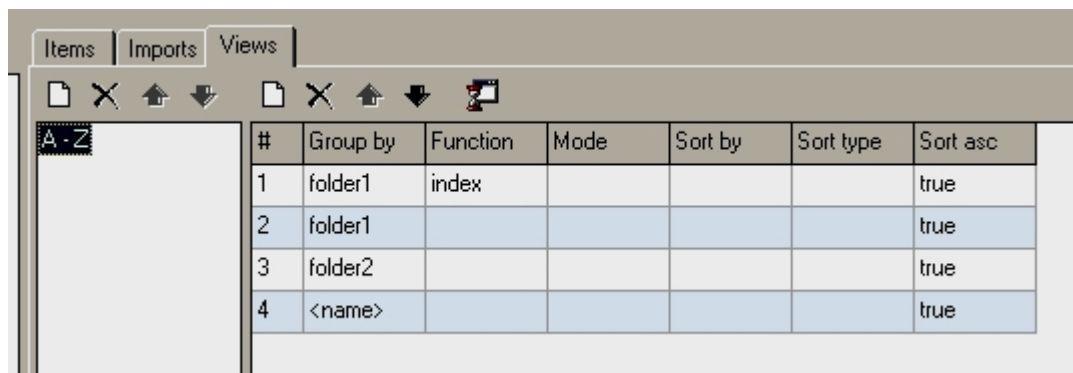 Items Imports Views
A - Z
# Group by Function Mode Sort by Sort type Sort asc
1 folder1 index true
2 folder1 true
3 folder2 true
4 <name> true